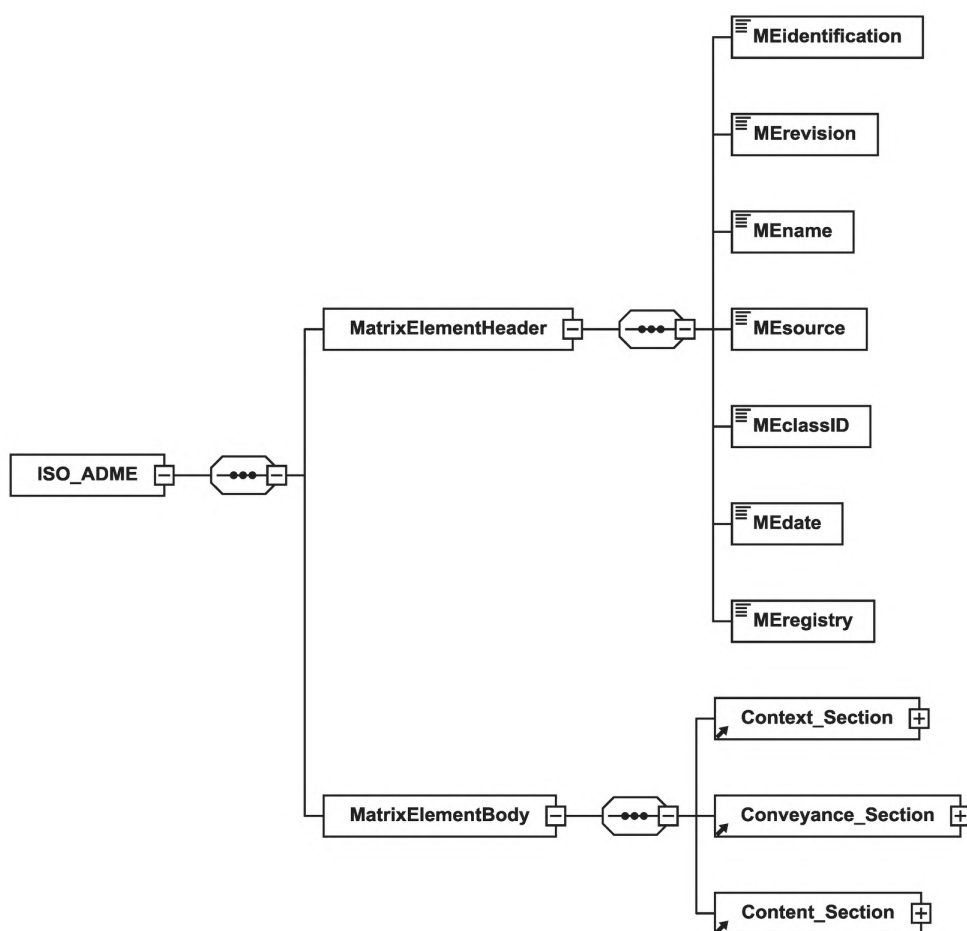 MEidentification
MErevision
MEname
MatrixElementHeader
MEsource
MEclassID
ISO_ADME
MEdate
MEregistry
Context_Section
MatrixElementBody
Conveyance_Section
Content_Section